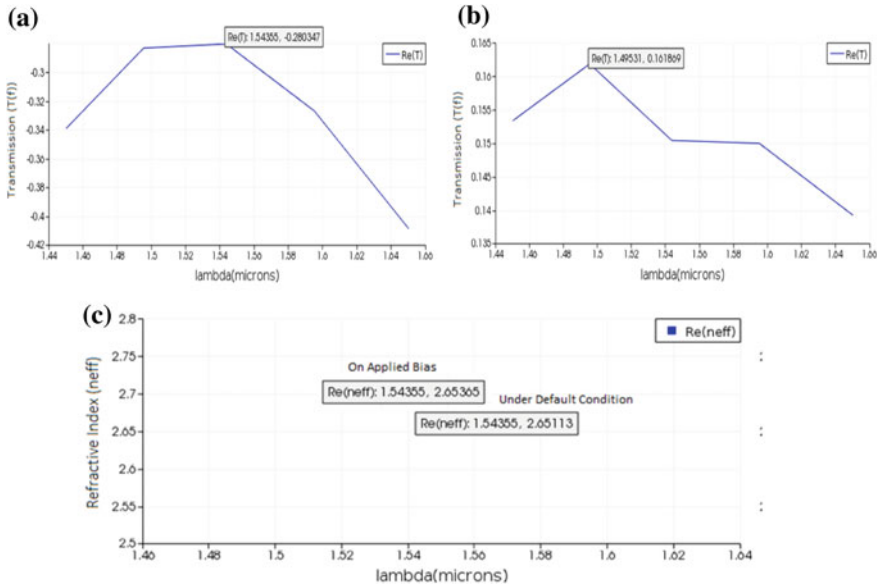 (a)
Re(T): 1.54355, -0.280347
Re(T)
Transmission (T(f))
-0.3
-0.32
-0.34
-0.36
-0.38
-0.4
-0.42
1.44 1.46 1.48 1.5 1.52 1.54 1.56 1.58 1.6 1.62 1.64 1.66
lambda(microns)
(b)
Re(T): 1.49531, 0.161869
Re(T)
Transmission (T(f))
0.165
0.16
0.155
0.15
0.145
0.14
0.135
1.44 1.46 1.48 1.5 1.52 1.54 1.56 1.58 1.6 1.62 1.64 1.66
lambda(microns)
(c)
Re(neff)
Refractive Index (neff)
2.8
2.75
2.7
2.65
2.6
2.55
2.5
On Applied Bias
Re(neff): 1.54355, 2.65365
Under Default Condition
Re(neff): 1.54355, 2.65113
1.46 1.48 1.5 1.52 1.54 1.56 1.58 1.6 1.62 1.64
lambda(microns)